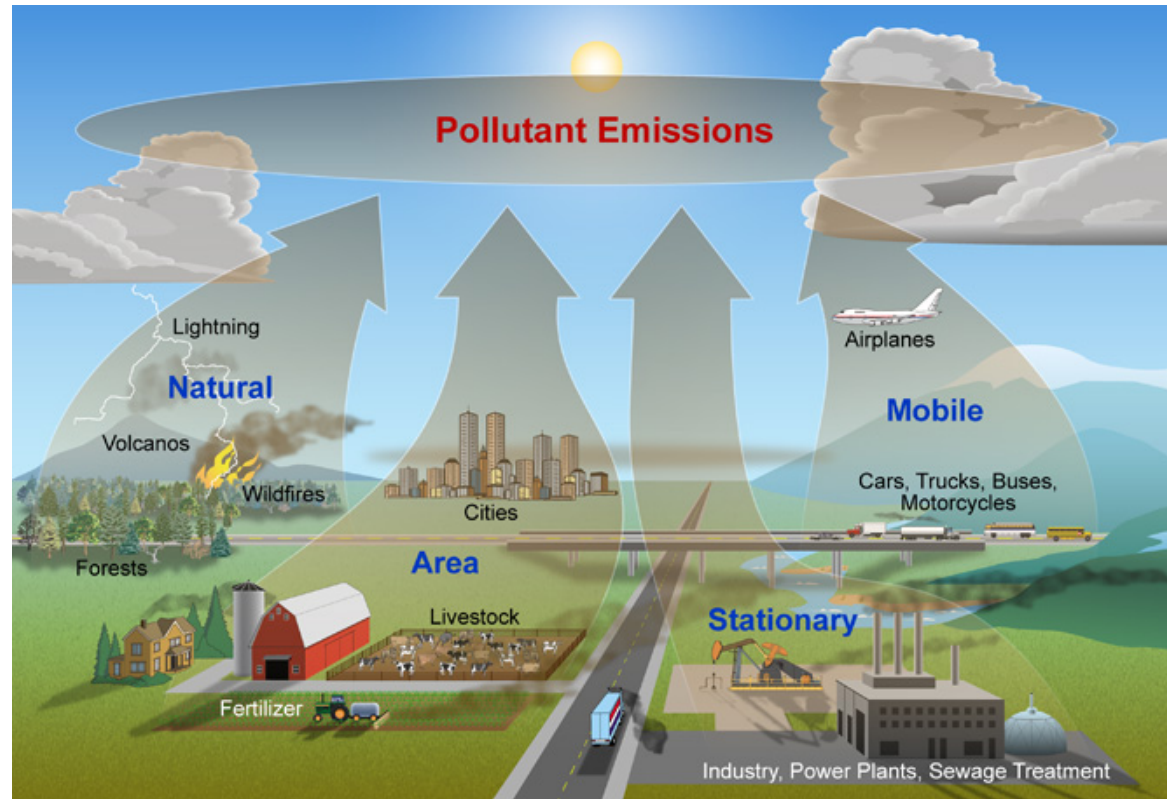 Pollutant Emissions
Lightning
Natural
Volcanos
Wildfires
Forests
Cities
Area
Livestock
Fertilizer
Airplanes
Mobile
Cars, Trucks, Buses,
Motorcycles
Stationary
Industry, Power Plants, Sewage Treatment